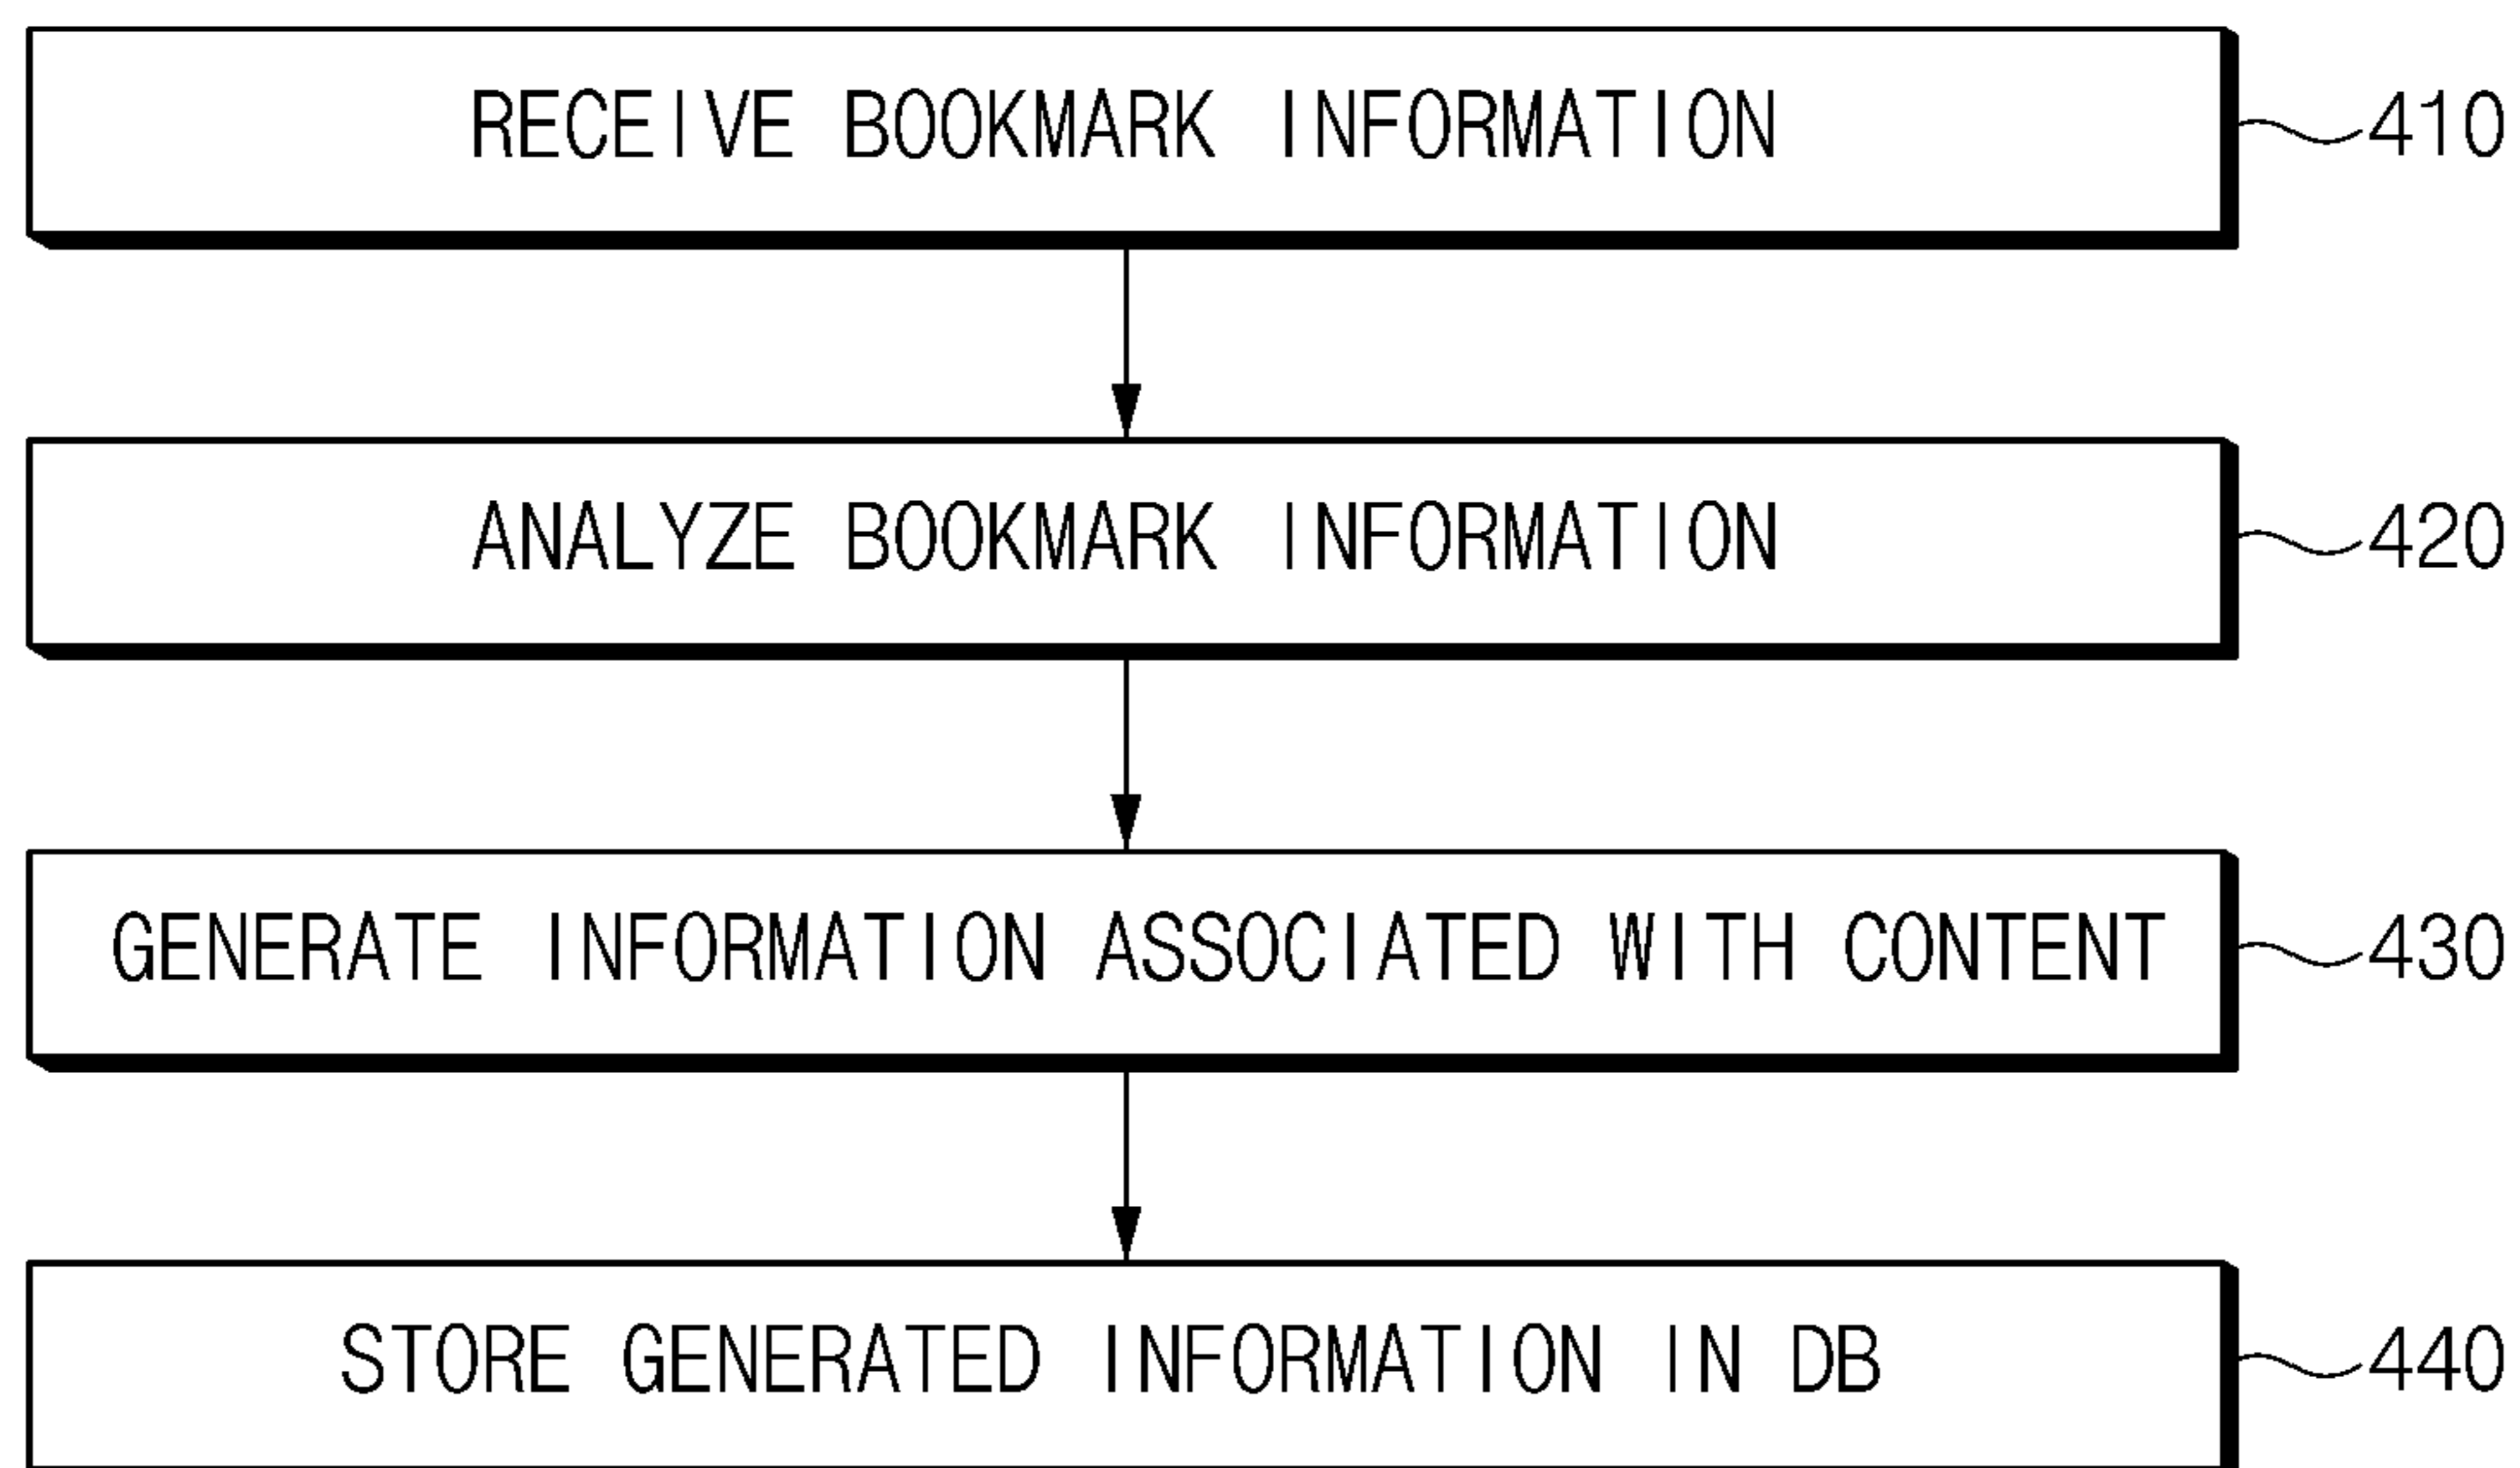 RECEIVE BOOKMARK INFORMATION 410
ANALYZE BOOKMARK INFORMATION 420
GENERATE INFORMATION ASSOCIATED WITH CONTENT 430
STORE GENERATED INFORMATION IN DB 440